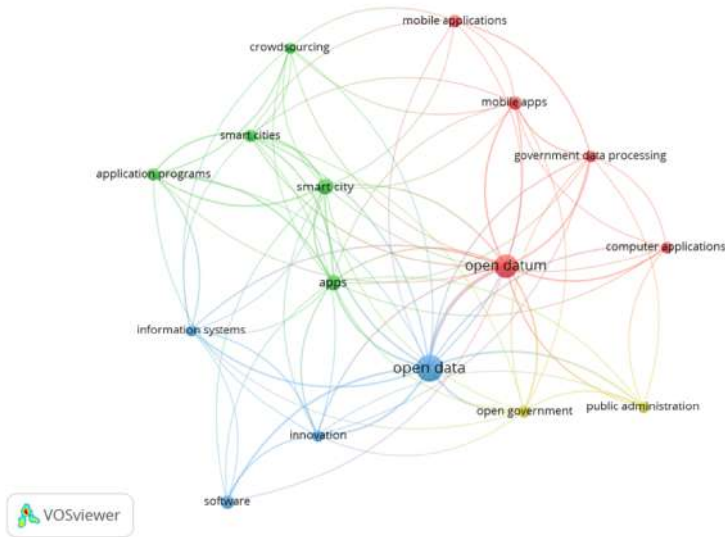 mobile applications
crowdsourcing
mobile apps
smart cities
government data processing
application programs
smart city
computer applications
open datum
apps
information systems
open data
public administration
open government
innovation
software
VOSviewer